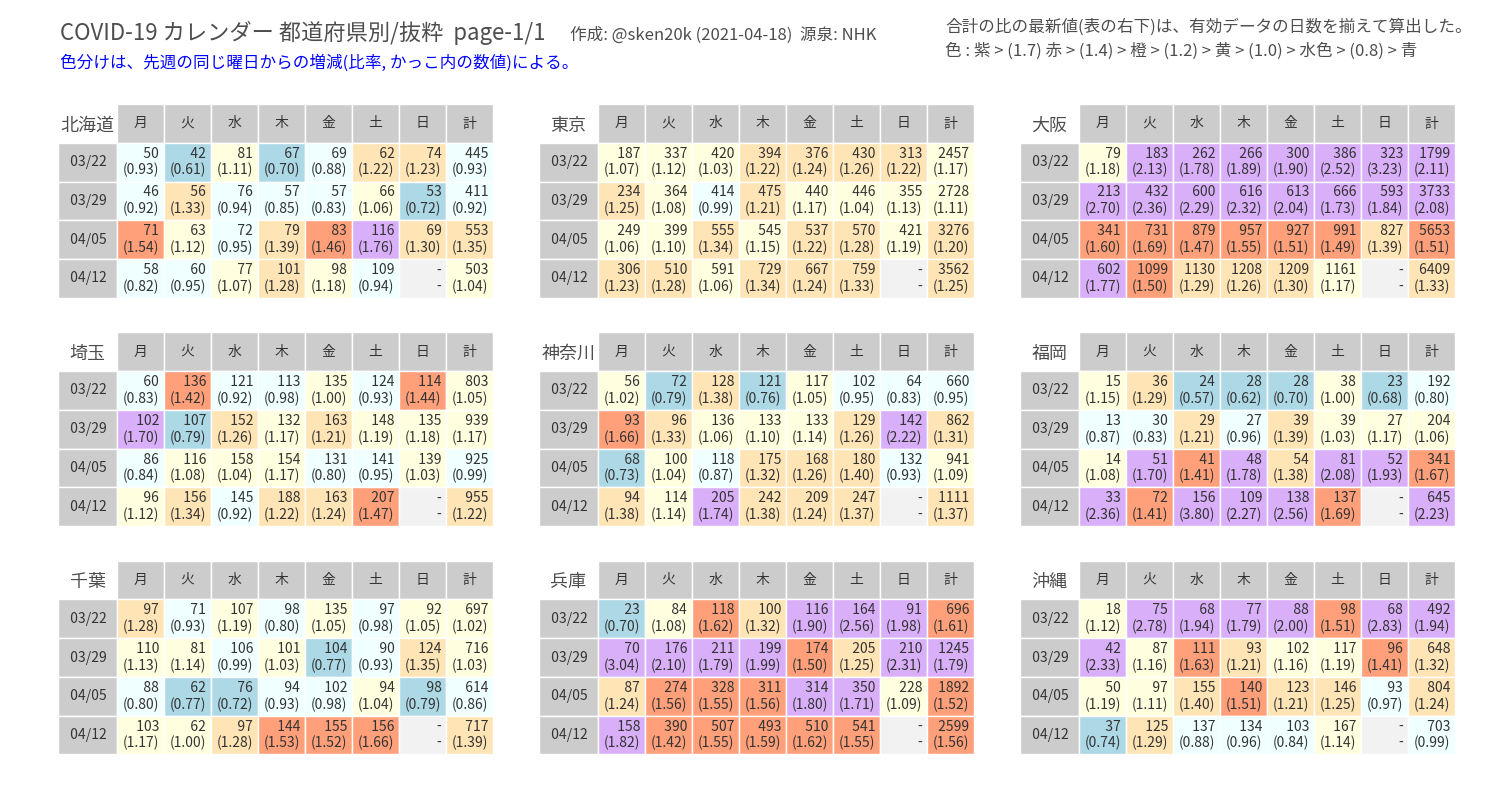 COVID-19 カレンダー 都道府県別/抜粋 page-1/1 作成: @sken20k (2021-04-18) 源泉: NHK
色分けは、先週の同じ曜日からの増減(比率, かっこ内の数値)による。
合計の比の最新値(表の右下)は、有効データの日数を揃えて算出した。
色 : 紫 > (1.7) 赤 > (1.4) > 橙 > (1.2) > 黄 > (1.0) > 水色 > (0.8) > 青
北海道 月 火 水 木 金 土 日 計
03/22 50 42 81 67 69 62 74 445
(0.93) (0.61) (1.11) (0.70) (0.88) (1.22) (1.23) (0.93)
03/29 46 56 76 57 57 66 53 411
(0.92) (1.33) (0.94) (0.85) (0.83) (1.06) (0.72) (0.92)
04/05 71 63 72 79 83 116 69 553
(1.54) (1.12) (0.95) (1.39) (1.46) (1.76) (1.30) (1.35)
04/12 58 60 77 101 98 109 - 503
(0.82) (0.95) (1.07) (1.28) (1.18) (0.94) - (1.04)
東京 月 火 水 木 金 土 日 計
03/22 187 337 420 394 376 430 313 2457
(1.07) (1.12) (1.03) (1.22) (1.24) (1.26) (1.22) (1.17)
03/29 234 364 414 475 440 446 355 2728
(1.25) (1.08) (0.99) (1.21) (1.17) (1.04) (1.13) (1.11)
04/05 249 399 555 545 537 570 421 3276
(1.06) (1.10) (1.34) (1.15) (1.22) (1.28) (1.19) (1.20)
04/12 306 510 591 729 667 759 - 3562
(1.23) (1.28) (1.06) (1.34) (1.24) (1.33) - (1.25)
大阪 月 火 水 木 金 土 日 計
03/22 79 183 262 266 300 386 323 1799
(1.18) (2.13) (1.78) (1.89) (1.90) (2.52) (3.23) (2.11)
03/29 213 432 600 616 613 666 593 3733
(2.70) (2.36) (2.29) (2.32) (2.04) (1.73) (1.84) (2.08)
04/05 341 731 879 957 927 991 827 5653
(1.60) (1.69) (1.47) (1.55) (1.51) (1.49) (1.39) (1.51)
04/12 602 1099 1130 1208 1209 1161 - 6409
(1.77) (1.50) (1.29) (1.26) (1.30) (1.17) - (1.33)
埼玉 月 火 水 木 金 土 日 計
03/22 60 136 121 113 135 124 114 803
(0.83) (1.42) (0.92) (0.98) (1.00) (0.93) (1.44) (1.05)
03/29 102 107 152 132 163 148 135 939
(1.70) (0.79) (1.26) (1.17) (1.21) (1.19) (1.18) (1.17)
04/05 86 116 158 154 131 141 139 925
(0.84) (1.08) (1.04) (1.17) (0.80) (0.95) (1.03) (0.99)
04/12 96 156 145 188 163 207 - 955
(1.12) (1.34) (0.92) (1.22) (1.24) (1.47) - (1.22)
神奈川 月 火 水 木 金 土 日 計
03/22 56 72 128 121 117 102 64 660
(1.02) (0.79) (1.38) (0.76) (1.05) (0.95) (0.83) (0.95)
03/29 93 96 136 133 133 129 142 862
(1.66) (1.33) (1.06) (1.10) (1.14) (1.26) (2.22) (1.31)
04/05 68 100 118 175 168 180 132 941
(0.73) (1.04) (0.87) (1.32) (1.26) (1.40) (0.93) (1.09)
04/12 94 114 205 242 209 247 - 1111
(1.38) (1.14) (1.74) (1.38) (1.24) (1.37) - (1.37)
福岡 月 火 水 木 金 土 日 計
03/22 15 36 24 28 28 38 23 192
(1.15) (1.29) (0.57) (0.62) (0.70) (1.00) (0.68) (0.80)
03/29 13 30 29 27 39 39 27 204
(0.87) (0.83) (1.21) (0.96) (1.39) (1.03) (1.17) (1.06)
04/05 14 51 41 48 54 81 52 341
(1.08) (1.70) (1.41) (1.78) (1.38) (2.08) (1.93) (1.67)
04/12 33 72 156 109 138 137 - 645
(2.36) (1.41) (3.80) (2.27) (2.56) (1.69) - (2.23)
千葉 月 火 水 木 金 土 日 計
03/22 97 71 107 98 135 97 92 697
(1.28) (0.93) (1.19) (0.80) (1.05) (0.98) (1.05) (1.02)
03/29 110 81 106 101 104 90 124 716
(1.13) (1.14) (0.99) (1.03) (0.77) (0.93) (1.35) (1.03)
04/05 88 62 76 94 102 94 98 614
(0.80) (0.77) (0.72) (0.93) (0.98) (1.04) (0.79) (0.86)
04/12 103 62 97 144 155 156 - 717
(1.17) (1.00) (1.28) (1.53) (1.52) (1.66) - (1.39)
兵庫 月 火 水 木 金 土 日 計
03/22 23 84 118 100 116 164 91 696
(0.70) (1.08) (1.62) (1.32) (1.90) (2.56) (1.98) (1.61)
03/29 70 176 211 199 174 205 210 1245
(3.04) (2.10) (1.79) (1.99) (1.50) (1.25) (2.31) (1.79)
04/05 87 274 328 311 314 350 228 1892
(1.24) (1.56) (1.55) (1.56) (1.80) (1.71) (1.09) (1.52)
04/12 158 390 507 493 510 541 - 2599
(1.82) (1.42) (1.55) (1.59) (1.62) (1.55) - (1.56)
沖縄 月 火 水 木 金 土 日 計
03/22 18 75 68 77 88 98 68 492
(1.12) (2.78) (1.94) (1.79) (2.00) (1.51) (2.83) (1.94)
03/29 42 87 111 93 102 117 96 648
(2.33) (1.16) (1.63) (1.21) (1.16) (1.19) (1.41) (1.32)
04/05 50 97 155 140 123 146 93 804
(1.19) (1.11) (1.40) (1.51) (1.21) (1.25) (0.97) (1.24)
04/12 37 125 137 134 103 167 - 703
(0.74) (1.29) (0.88) (0.96) (0.84) (1.14) - (0.99)